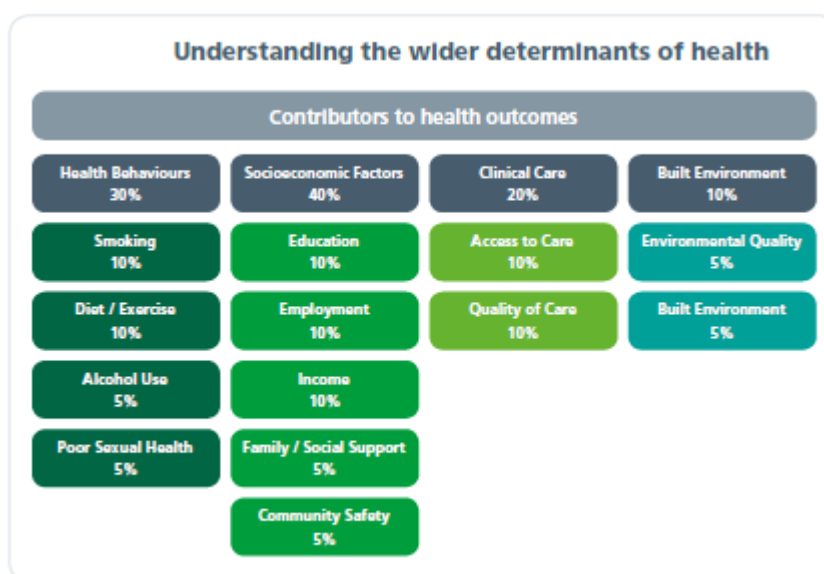 Understanding the wider determinants of health
Contributors to health outcomes
Health Behaviours
30%
Socioeconomic Factors
40%
Clinical Care
20%
Built Environment
10%
Smoking
10%
Education
10%
Access to Care
10%
Environmental Quality
5%
Diet / Exercise
10%
Employment
10%
Quality of Care
10%
Built Environment
5%
Alcohol Use
5%
Income
10%
Poor Sexual Health
5%
Family / Social Support
5%
Community Safety
5%